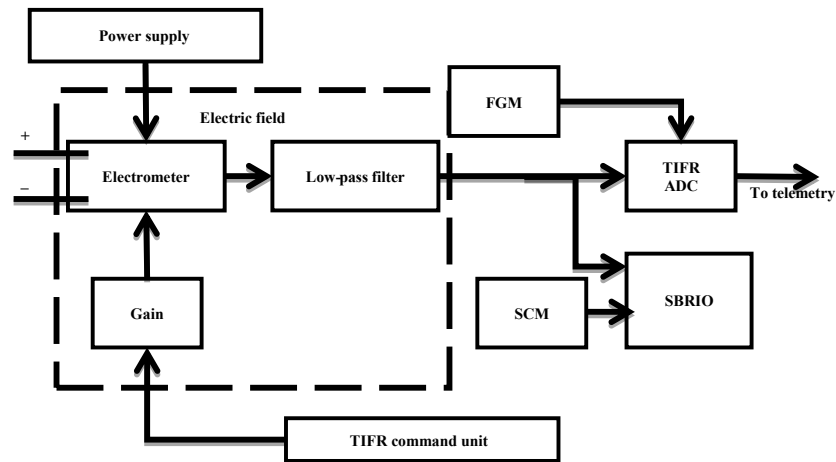 Power supply
Electric field
FGM
+
Electrometer
Low-pass filter
TIFR
ADC
To telemetry
–
Gain
SCM
SBRIO
TIFR command unit